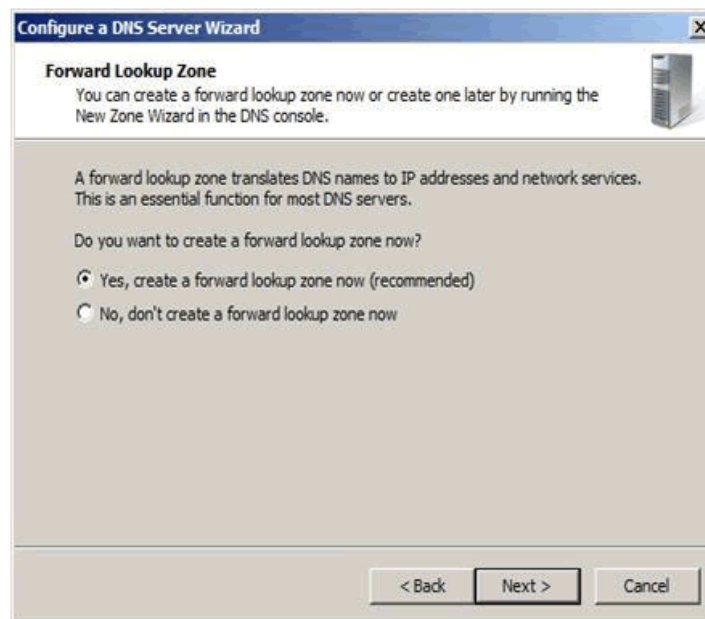 Configure a DNS Server Wizard
Forward Lookup Zone
You can create a forward lookup zone now or create one later by running the
New Zone Wizard in the DNS console.
A forward lookup zone translates DNS names to IP addresses and network services.
This is an essential function for most DNS servers.
Do you want to create a forward lookup zone now?
Yes, create a forward lookup zone now (recommended)
No, don't create a forward lookup zone now
< Back Next > Cancel